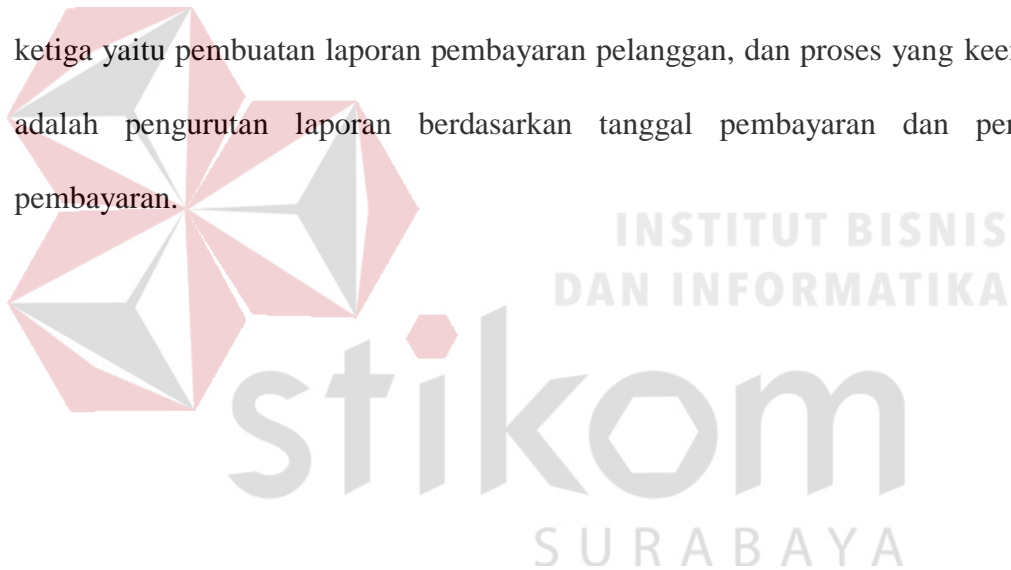 ketiga yaitu pembuatan laporan pembayaran pelanggan, dan proses yang
adalah pengurutan laporan berdasarkan tanggal pembayaran dan
pembayaran.
INSTITUT BISNIS
DAN INFORMATIKA
stikom
SURABAYA